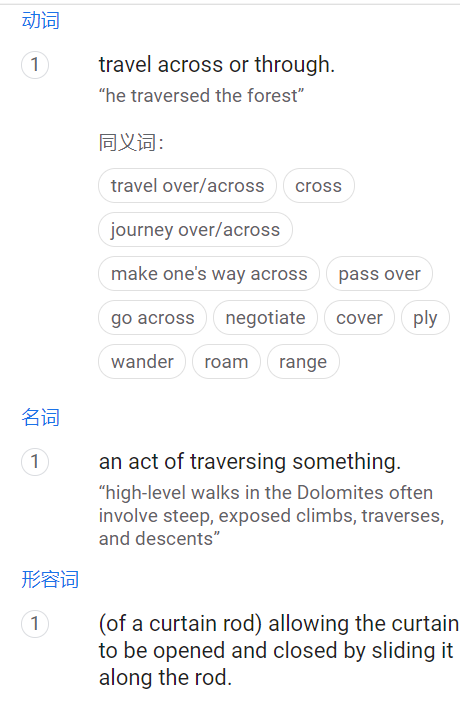 动词
1 travel across or through.
“he traversed the forest”
同义词：
travel over/across cross
journey over/across
make one's way across pass over
go across negotiate cover ply
wander roam range
名词
1 an act of traversing something.
“high-level walks in the Dolomites often
involve steep, exposed climbs, traverses,
and descents”
形容词
1 (of a curtain rod) allowing the curtain
to be opened and closed by sliding it
along the rod.